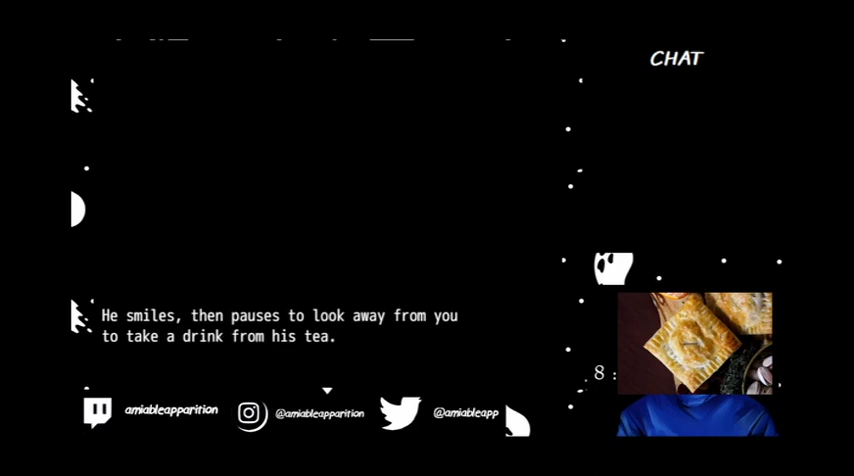 CHAT
He smiles, then pauses to look away from you
to take a drink from his tea.
8:
amiableapparition
@amiableapparition
@amiableapp